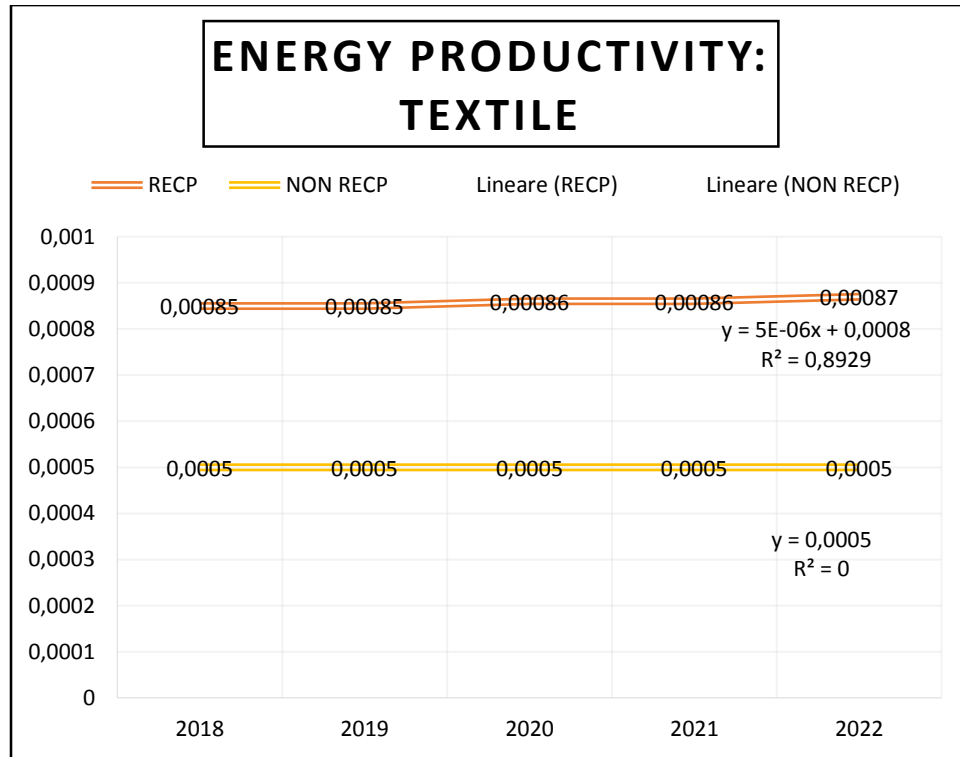 ENERGY PRODUCTIVITY:
TEXTILE
RECP NON RECP Lineare (RECP) Lineare (NON RECP)
0,001
0,0009
0,0008
0,0007
0,0006
0,0005
0,0004
0,0003
0,0002
0,0001
0
0,00085 0,00085 0,00086 0,00086 0,00087
y = 5E-06x + 0,0008
R² = 0,8929
0,0005 0,0005 0,0005 0,0005 0,0005
y = 0,0005
R² = 0
2018 2019 2020 2021 2022